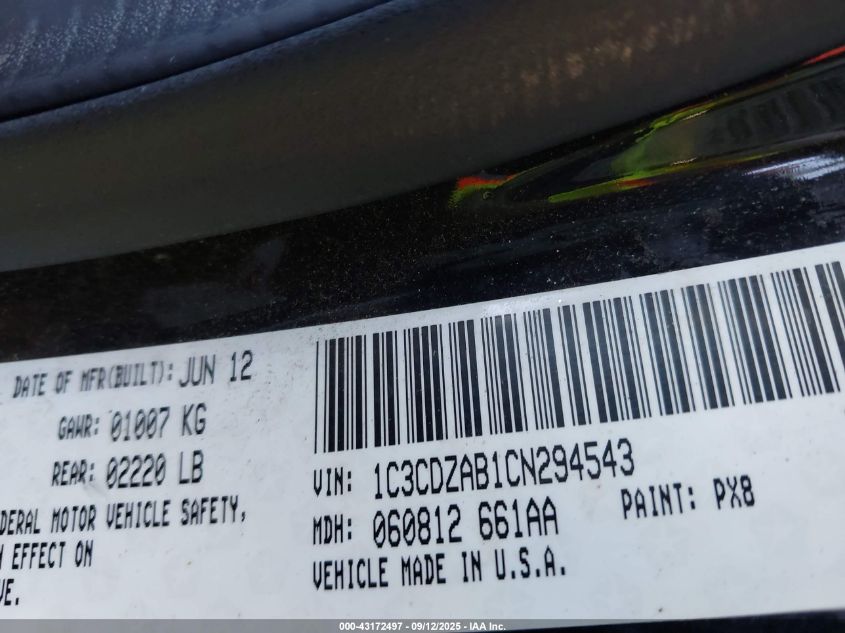 DATE OF MFR(BUILT): JUN 12
GAWR: 01007 KG
REAR: 02220 LB
DERAL MOTOR VEHICLE SAFETY,
EFFECT ON
VE.
VIN: 1C3CDZAB1CN294543
MDH: 060812 661AA
PAINT: PX8
VEHICLE MADE IN U.S.A.
000-43172497 - 09/12/2025 - IAA Inc.